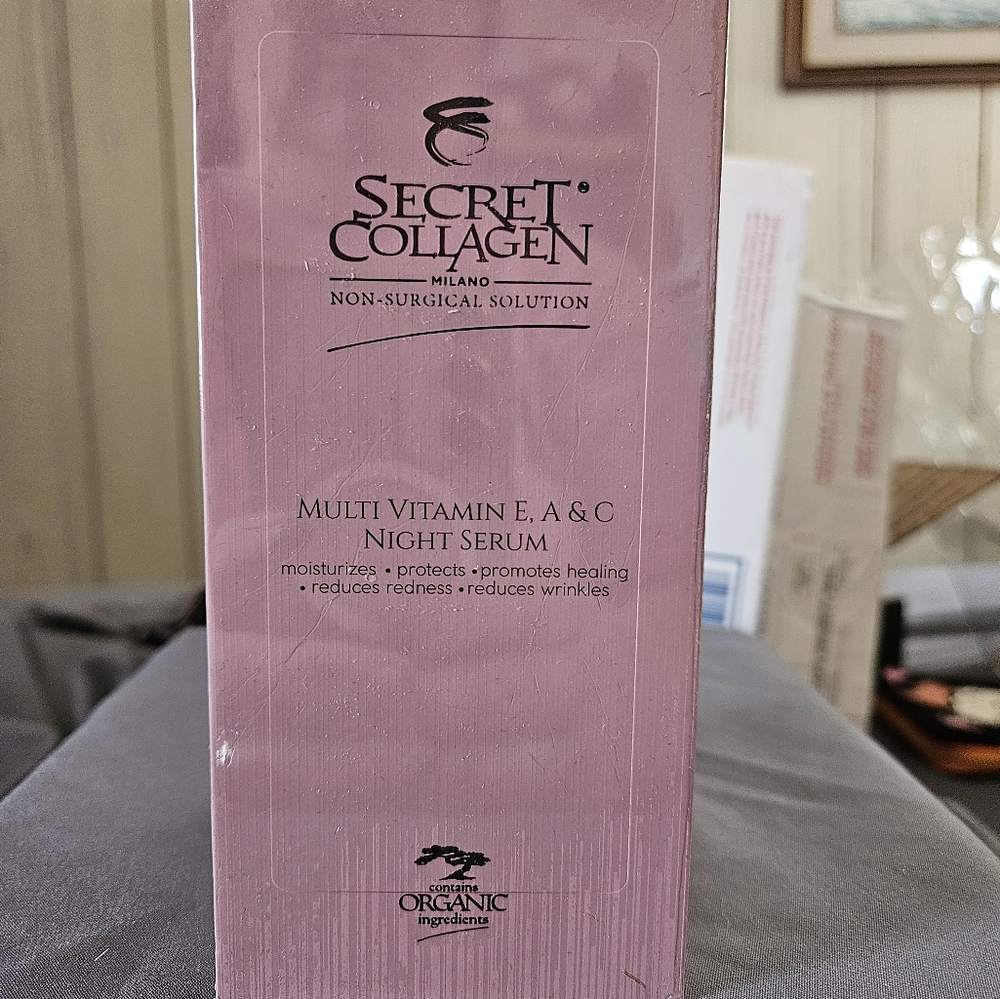 SECRET
COLLAGEN
MILANO
NON-SURGICAL SOLUTION
MULTI VITAMIN E, A & C
NIGHT SERUM
moisturizes • protects • promotes healing
• reduces redness • reduces wrinkles
contains
ORGANIC
ingredients